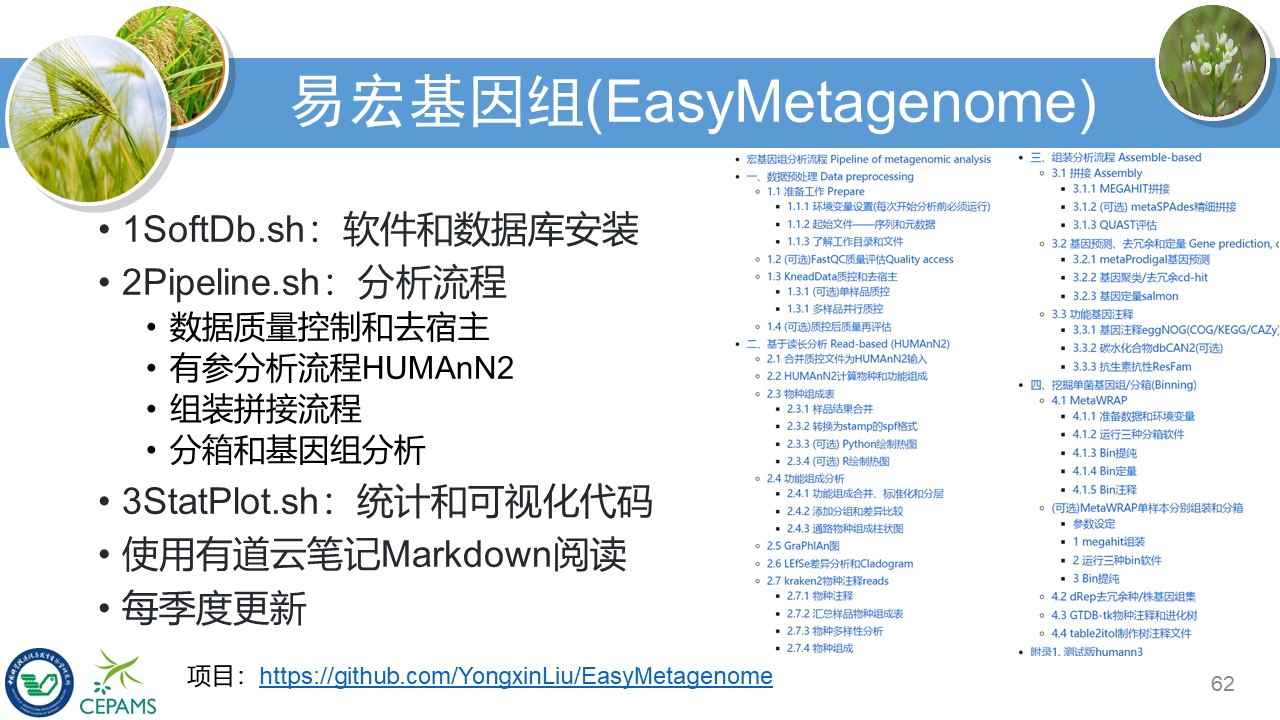 易宏基因组(EasyMetagenome)
• 1SoftDb.sh：软件和数据库安装
• 2Pipeline.sh：分析流程
• 数据质量控制和去宿主
• 有参分析流程HUMAnN2
• 组装拼接流程
• 分箱和基因组分析
• 3StatPlot.sh：统计和可视化代码
• 使用有道云笔记Markdown阅读
• 每季度更新
宏基因组分析流程 Pipeline of metagenomic analysis
一、数据预处理 Data preprocessing
1.1 准备工作 Prepare
1.1.1 环境变量设置(每次开始分析前必须运行)
1.1.2 起始文件——序列和元数据
1.1.3 了解工作目录和文件
1.2 (可选)FastQC质量评估Quality access
1.3 KneadData质控和去宿主
1.3.1 (可选)单样品质控
1.3.1 多样品并行质控
1.4 (可选)质控后质量再评估
二、基于读长分析 Read-based (HUMAnN2)
2.1 合并质控文件为HUMAnN2输入
2.2 HUMAnN2计算物种和功能组成
2.3 物种组成表
2.3.1 样品结果合并
2.3.2 转换为stamp的spf格式
2.3.3 (可选) Python绘制热图
2.3.4 (可选) R绘制热图
2.4 功能组成分析
2.4.1 功能组成合并、标准化和分层
2.4.2 添加分组和差异比较
2.4.3 通路物种组成柱状图
2.5 GraPhlAn图
2.6 LEfSe差异分析和Cladogram
2.7 kraken2物种注释reads
2.7.1 物种注释
2.7.2 汇总样品物种组成表
2.7.3 物种多样性分析
2.7.4 物种组成
三、组装分析流程 Assemble-based
3.1 拼接 Assembly
3.1.1 MEGAHIT拼接
3.1.2 (可选) metaSPAdes精细拼接
3.1.3 QUAST评估
3.2 基因预测、去冗余和定量 Gene prediction, c
3.2.1 metaProdigal基因预测
3.2.2 基因聚类/去冗余cd-hit
3.2.3 基因定量salmon
3.3 功能基因注释
3.3.1 基因注释eggNOG(COG/KEGG/CAZy)
3.3.2 碳水化合物dbCAN2(可选)
3.3.3 抗生素抗性ResFam
四、挖掘单菌基因组/分箱(Binning)
4.1 MetaWRAP
4.1.1 准备数据和环境变量
4.1.2 运行三种分箱软件
4.1.3 Bin提纯
4.1.4 Bin定量
4.1.5 Bin注释
(可选)MetaWRAP单样本分别组装和分箱
参数设定
1 megahit组装
2 运行三种bin软件
3 Bin提纯
4.2 dRep去冗余种/株基因组集
4.3 GTDB-tk物种注释和进化树
4.4 table2itol制作树注释文件
附录1. 测试版humann3
项目：https://github.com/YongxinLiu/EasyMetagenome
CEPAMS
62